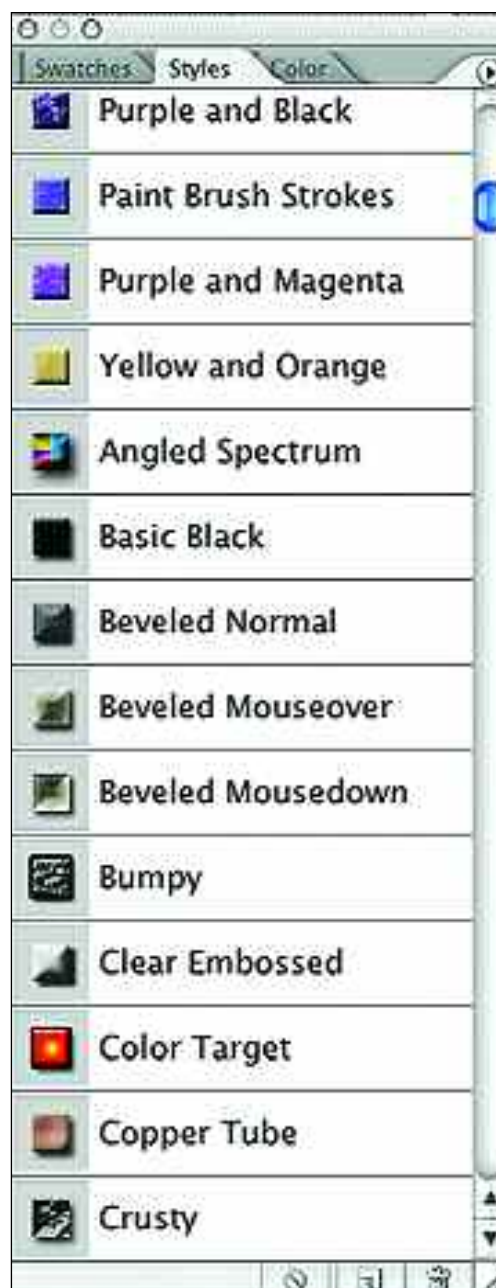 Swatches Styles Color
Purple and Black
Paint Brush Strokes
Purple and Magenta
Yellow and Orange
Angled Spectrum
Basic Black
Beveled Normal
Beveled Mouseover
Beveled Mousedown
Bumpy
Clear Embossed
Color Target
Copper Tube
Crusty